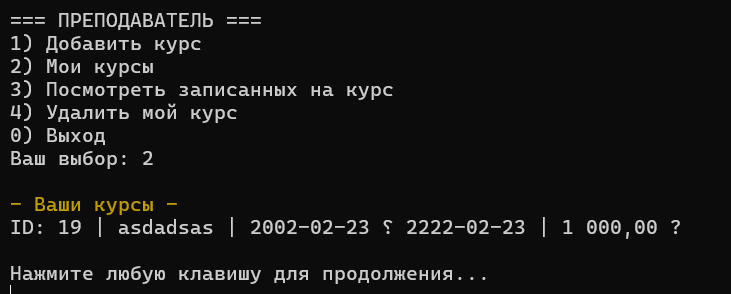 === ПРЕПОДАВАТЕЛЬ ===
1) Добавить курс
2) Мои курсы
3) Посмотреть записанных на курс
4) Удалить мой курс
0) Выход
Ваш выбор: 2
- Ваши курсы -
ID: 19 | asdadsas | 2002-02-23 ⸮ 2222-02-23 | 1 000,00 ?
Нажмите любую клавишу для продолжения...